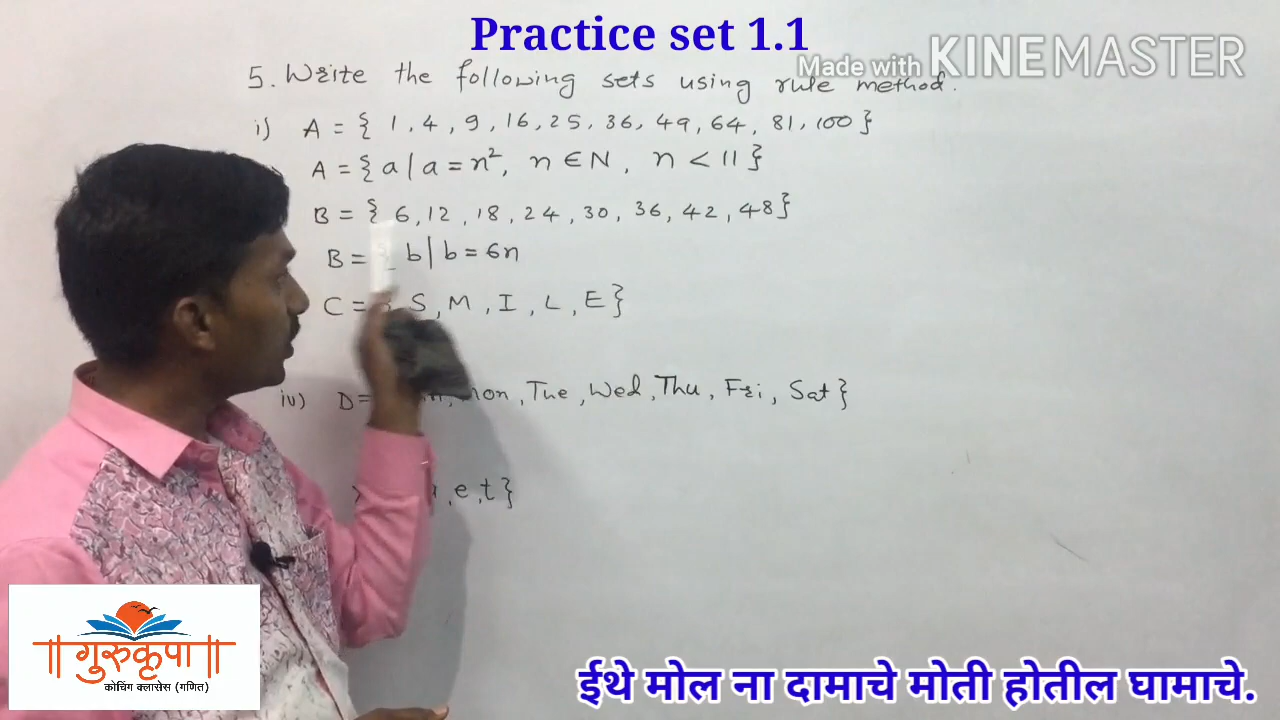 Practice set 1.1
Made with KINEMASTER
5. Write the following sets using rule method.
i) A = { 1, 4, 9, 16, 25, 36, 49, 64, 81, 100 }
A = { a | a = n², n ∈ N, n < 11 }
B = { 6, 12, 18, 24, 30, 36, 42, 48 }
B = { b | b = 6n
C = S, M, I, L, E }
iv) D = Tue, Wed, Thu, Fri, Sat }
, e, t }
|| गुरुकृपा ||
कोचिंग क्लासेस (गणित)
ईथे मोल ना दामाचे मोती होतील घामाचे.